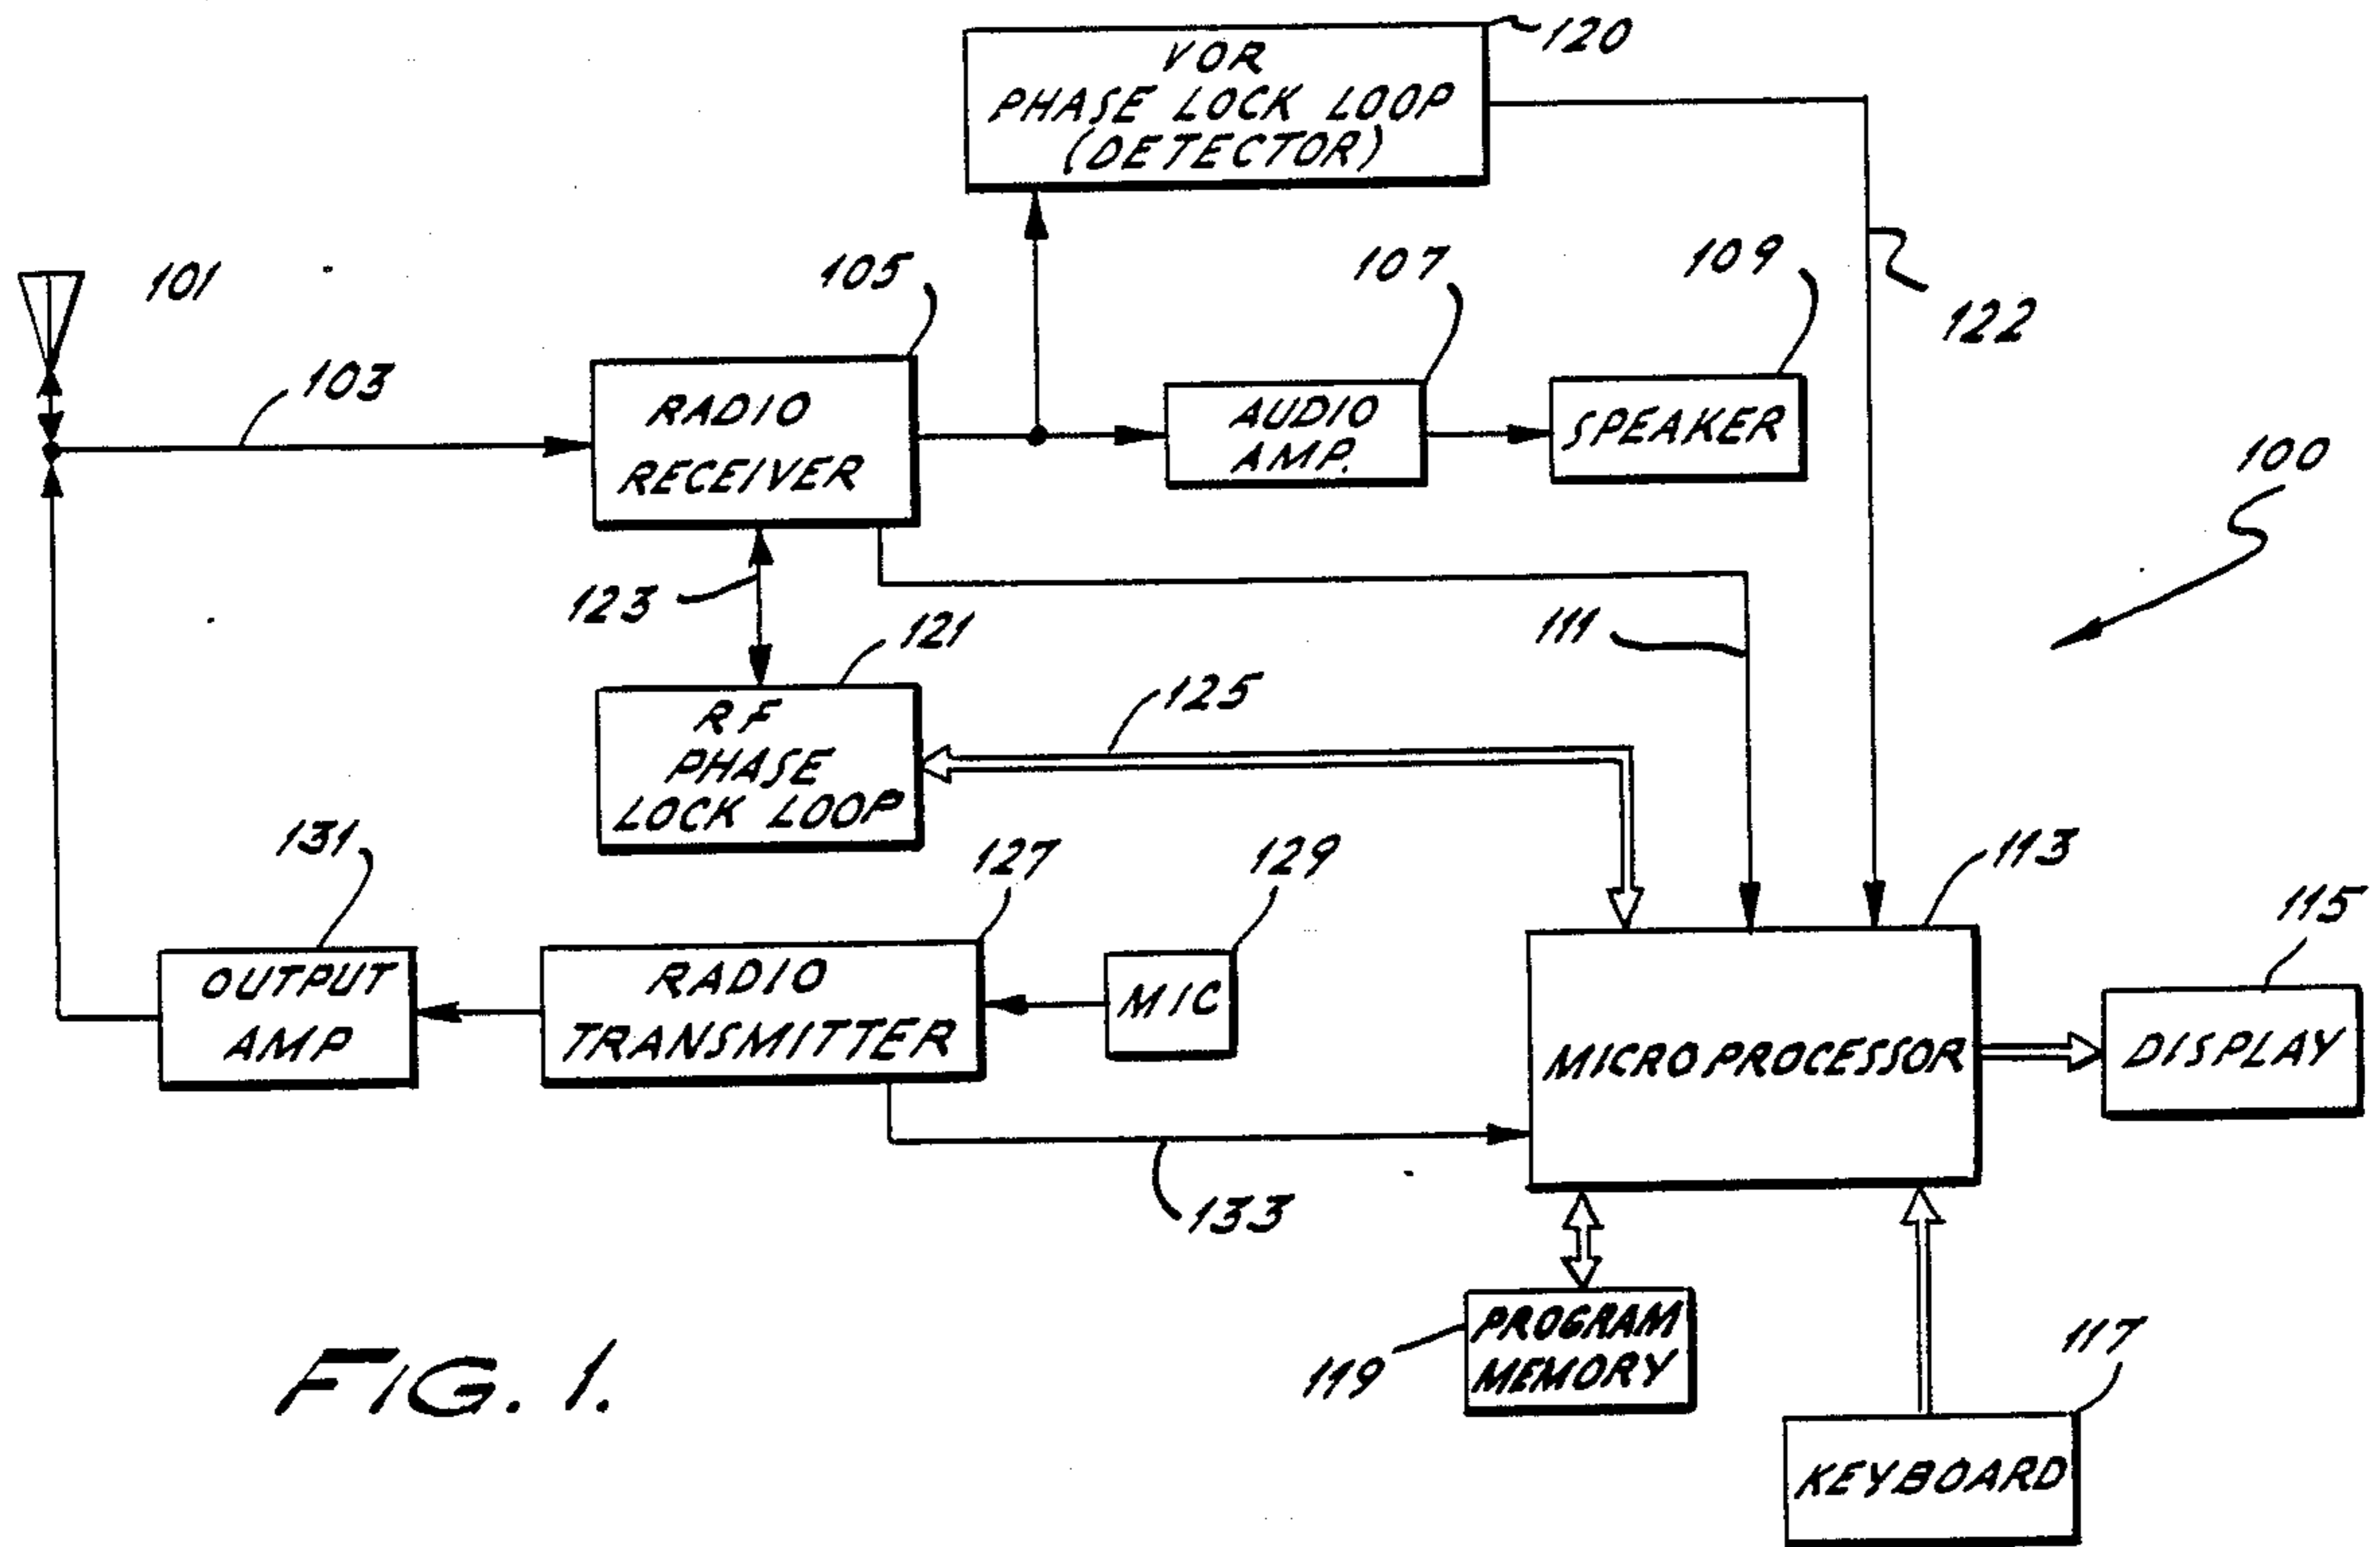 120
VOR
PHASE LOCK LOOP
(DETECTOR)
101
105
107
109
122
103
RADIO
RECEIVER
AUDIO
AMP.
SPEAKER
100
123
121
111
125
RF
PHASE
LOCK LOOP
131
127
129
113
115
OUTPUT
AMP
RADIO
TRANSMITTER
MIC
MICROPROCESSOR
DISPLAY
133
119
PROGRAM
MEMORY
117
KEYBOARD
FIG. 1.